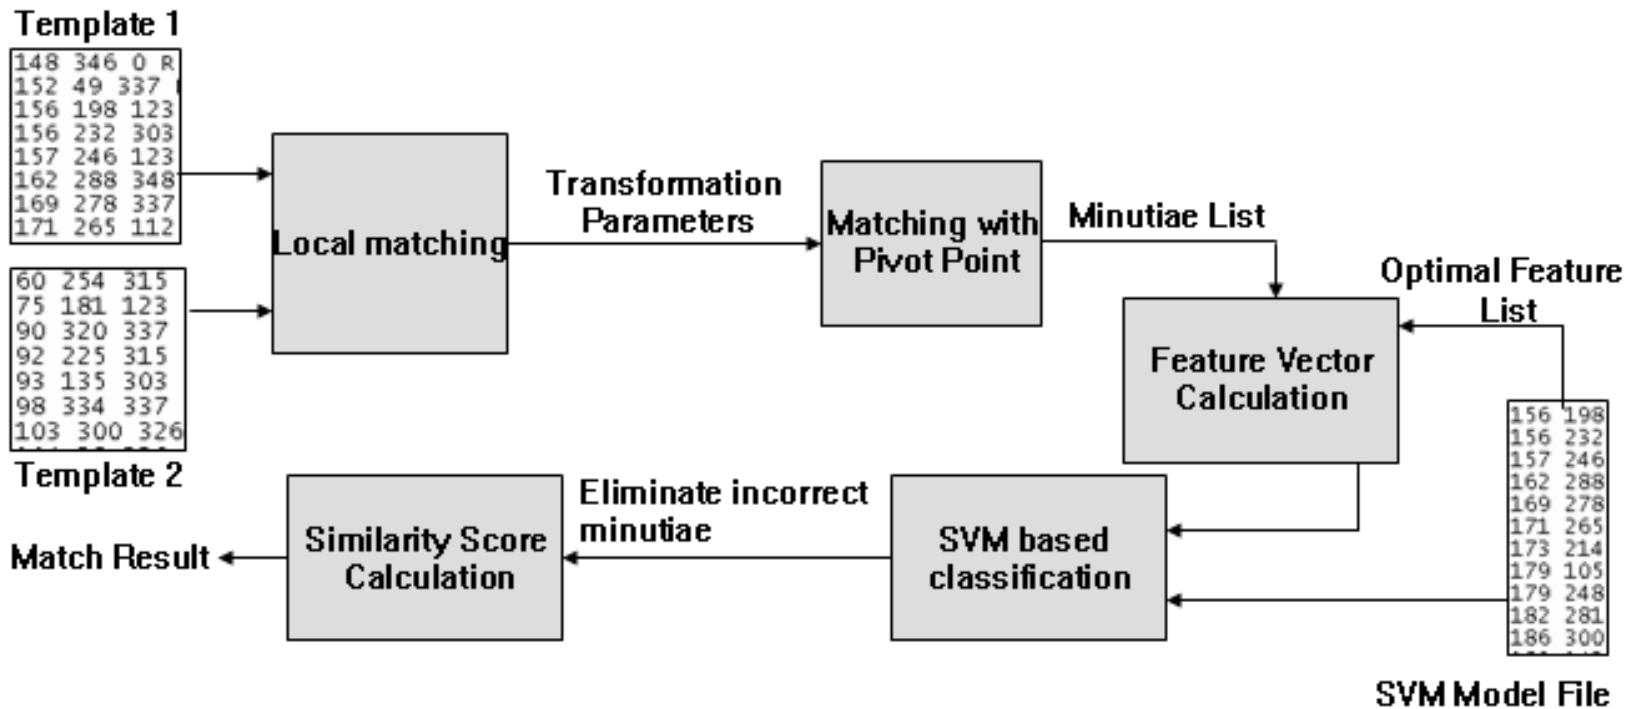 Template 1
148 346 0 R
152 49 337
156 198 123
156 232 303
157 246 123
162 288 348
169 278 337
171 265 112
60 254 315
75 181 123
90 320 337
92 225 315
93 135 303
98 334 337
103 300 326
Template 2
Local matching
Transformation
Parameters
Matching with
Pivot Point
Minutiae List
Optimal Feature
List
Feature Vector
Calculation
156 198
156 232
157 246
162 288
169 278
171 265
173 214
179 105
179 248
182 281
186 300
SVM Model File
SVM based
classification
Eliminate incorrect
minutiae
Similarity Score
Calculation
Match Result